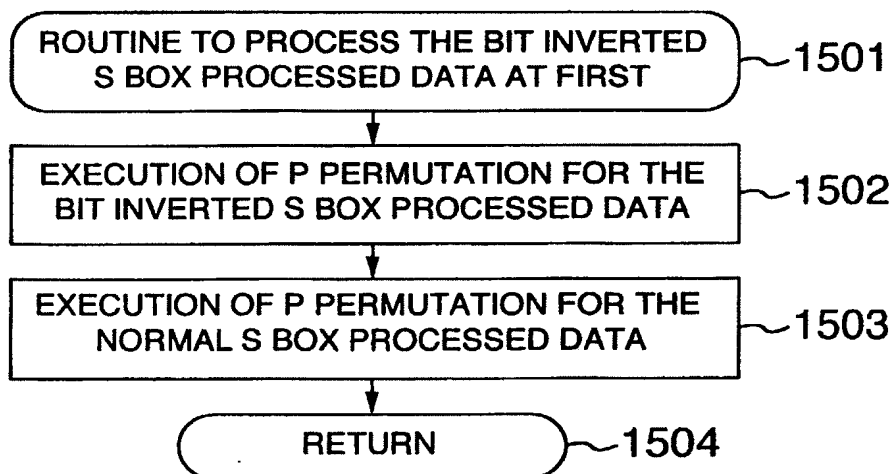 ROUTINE TO PROCESS THE BIT INVERTED
S BOX PROCESSED DATA AT FIRST
1501
EXECUTION OF P PERMUTATION FOR THE
BIT INVERTED S BOX PROCESSED DATA
1502
EXECUTION OF P PERMUTATION FOR THE
NORMAL S BOX PROCESSED DATA
1503
RETURN
1504